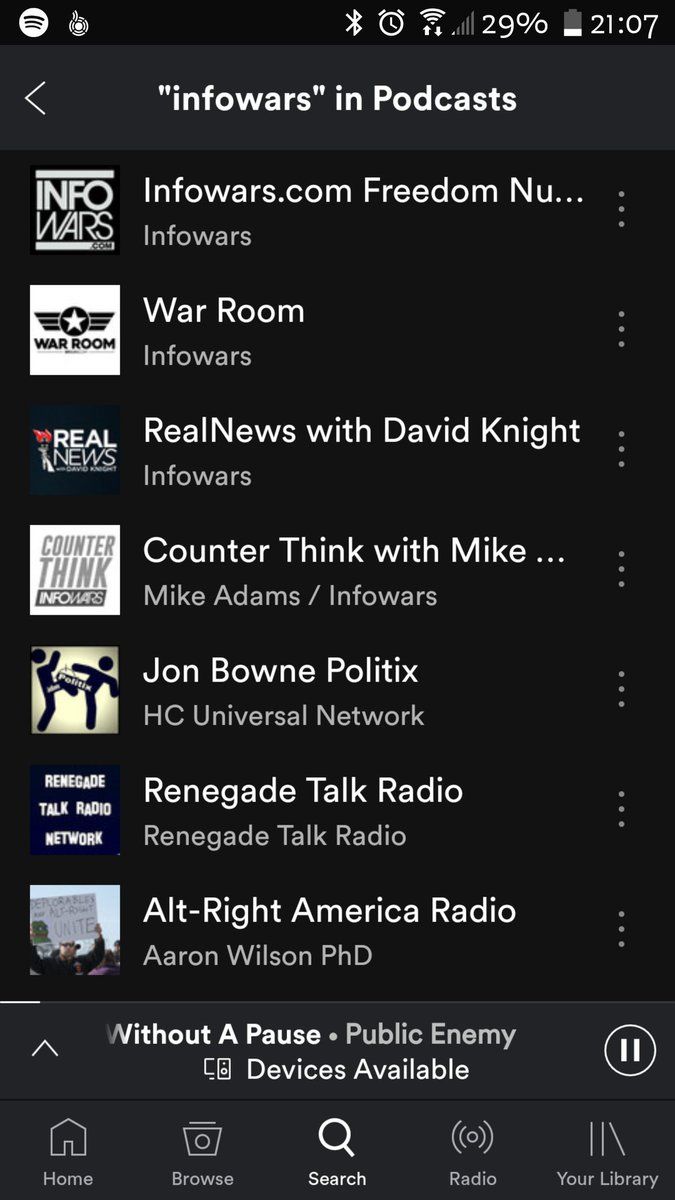 29% 21:07
"infowars" in Podcasts
INFO
WARS
.COM
Infowars.com Freedom Nu...
Infowars
WAR ROOM
War Room
Infowars
REAL
NEWS
WITH DAVID KNIGHT
RealNews with David Knight
Infowars
COUNTER
THINK
INFOWARS
Counter Think with Mike ...
Mike Adams / Infowars
Politix
Jon Bowne Politix
HC Universal Network
RENEGADE
TALK RADIO
NETWORK
Renegade Talk Radio
Renegade Talk Radio
DEPLORABLES
AND ALT-RIGHT
UNITE
Alt-Right America Radio
Aaron Wilson PhD
Without A Pause • Public Enemy
Devices Available
Home Browse Search Radio Your Library